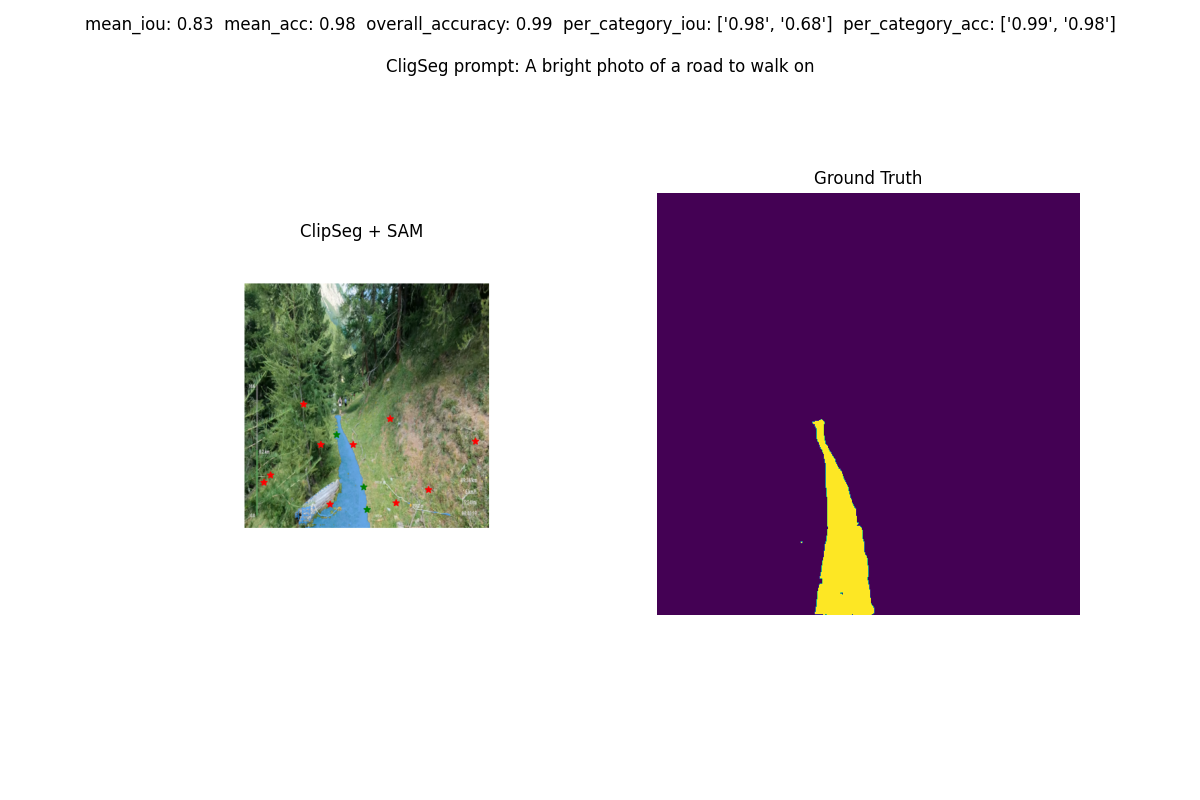 mean_iou: 0.83  mean_acc: 0.98  overall_accuracy: 0.99  per_category_iou: ['0.98', '0.68']  per_category_acc: ['0.99', '0.98']
CligSeg prompt: A bright photo of a road to walk on
Ground Truth
ClipSeg + SAM